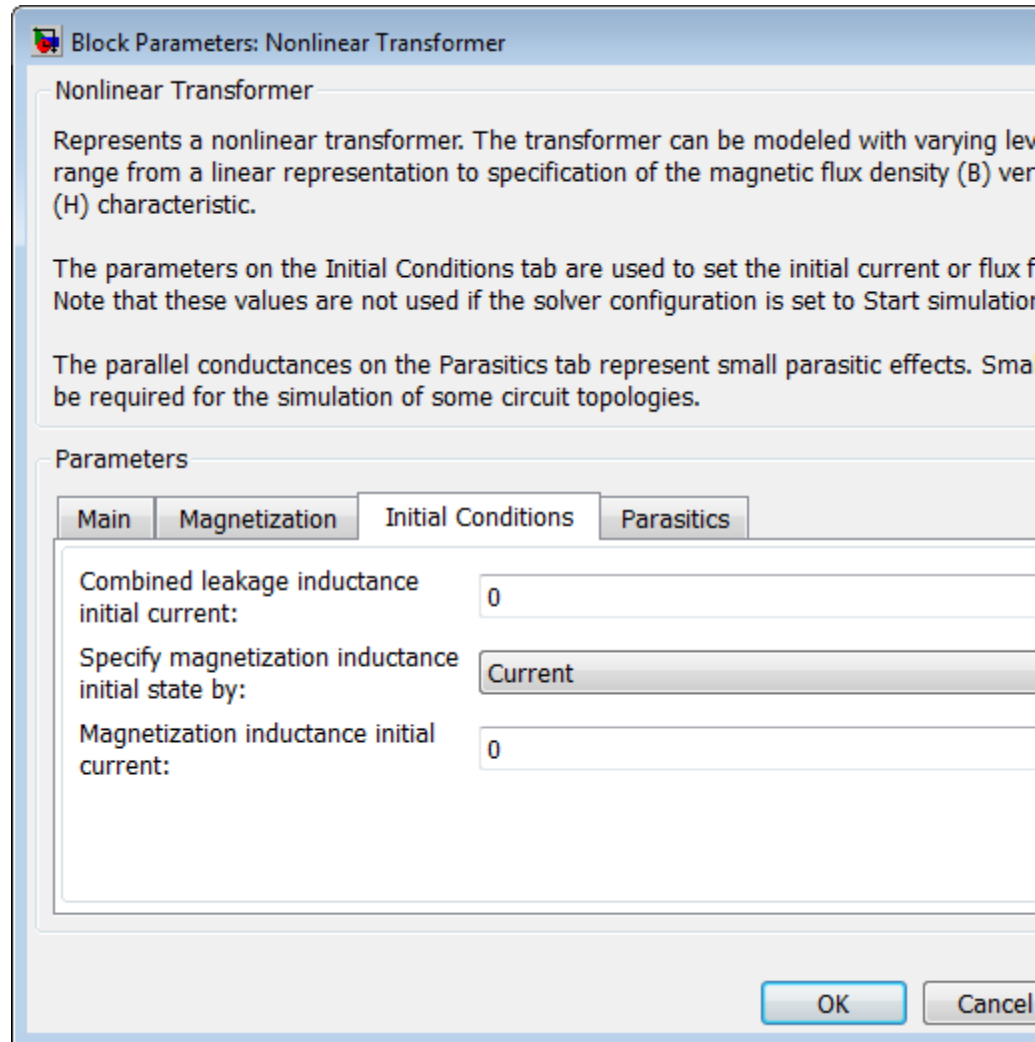 Block Parameters: Nonlinear Transformer
Nonlinear Transformer
Represents a nonlinear transformer. The transformer can be modeled with varying
range from a linear representation to specification of the magnetic flux density (B)
(H) characteristic.
The parameters on the Initial Conditions tab are used to set the initial current or flux
Note that these values are not used if the solver configuration is set to Start simulation
The parallel conductances on the Parasitics tab represent small parasitic effects.
be required for the simulation of some circuit topologies.
Parameters
Main Magnetization Initial Conditions Parasitics
Combined leakage inductance
initial current:
0
Specify magnetization inductance
initial state by:
Current
Magnetization inductance initial
current:
0
OK Cancel